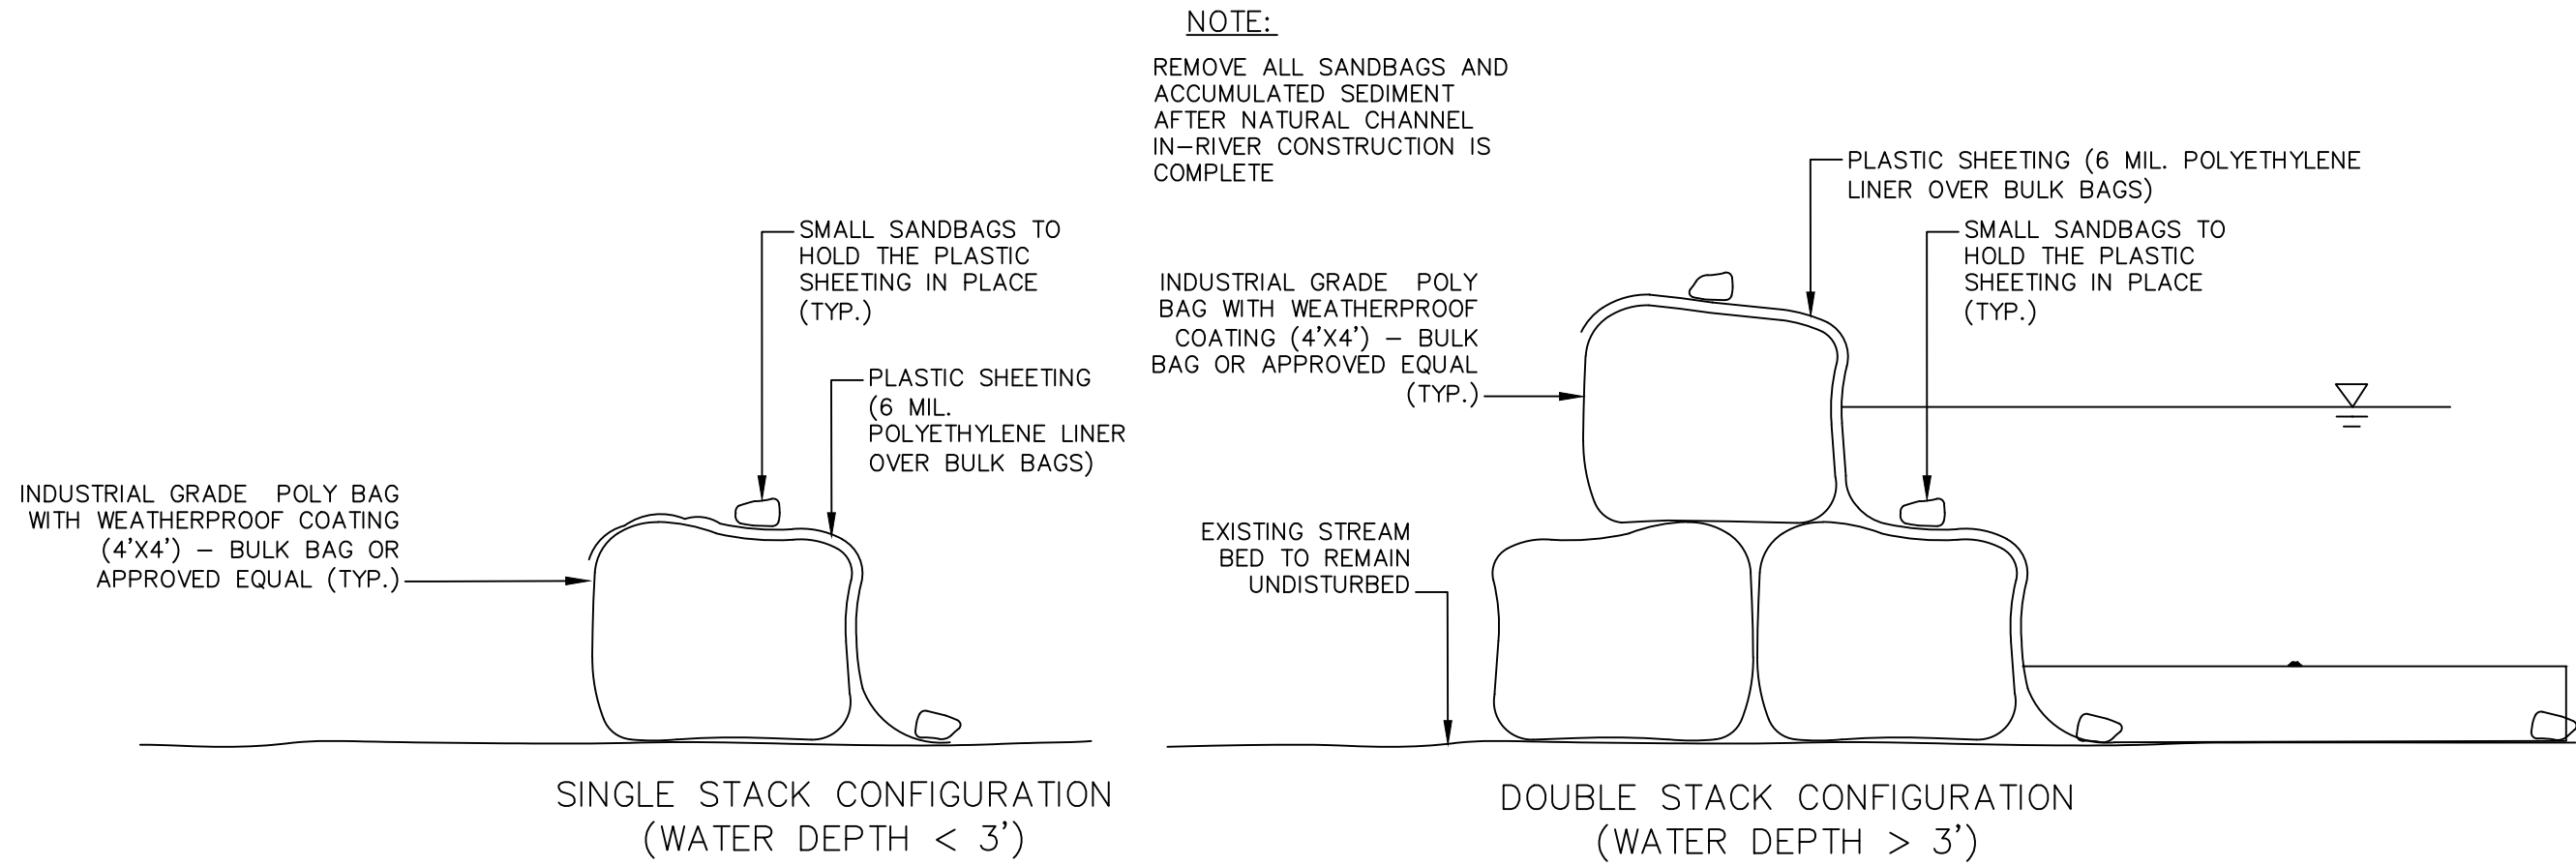 NOTE:
REMOVE ALL SANDBAGS AND
ACCUMULATED SEDIMENT
AFTER NATURAL CHANNEL
IN-RIVER CONSTRUCTION IS
COMPLETE
SMALL SANDBAGS TO
HOLD THE PLASTIC
SHEETING IN PLACE
(TYP.)
PLASTIC SHEETING
(6 MIL.
POLYETHYLENE LINER
OVER BULK BAGS)
INDUSTRIAL GRADE POLY BAG
WITH WEATHERPROOF COATING
(4'X4') – BULK BAG OR
APPROVED EQUAL (TYP.)
SINGLE STACK CONFIGURATION
(WATER DEPTH < 3')
PLASTIC SHEETING (6 MIL. POLYETHYLENE
LINER OVER BULK BAGS)
SMALL SANDBAGS TO
HOLD THE PLASTIC
SHEETING IN PLACE
(TYP.)
INDUSTRIAL GRADE POLY
BAG WITH WEATHERPROOF
COATING (4'X4') – BULK
BAG OR APPROVED EQUAL
(TYP.)
EXISTING STREAM
BED TO REMAIN
UNDISTURBED
DOUBLE STACK CONFIGURATION
(WATER DEPTH > 3')